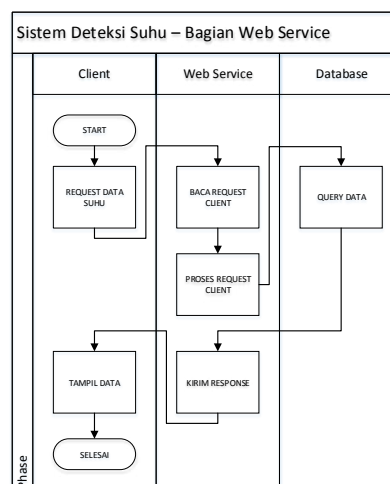 Sistem Deteksi Suhu – Bagian Web Service
Client
Web Service
Database
START
REQUEST DATA
SUHU
BACA REQUEST
CLIENT
QUERY DATA
PROSES REQUEST
CLIENT
TAMPIL DATA
KIRIM RESPONSE
SELESAI
Phase